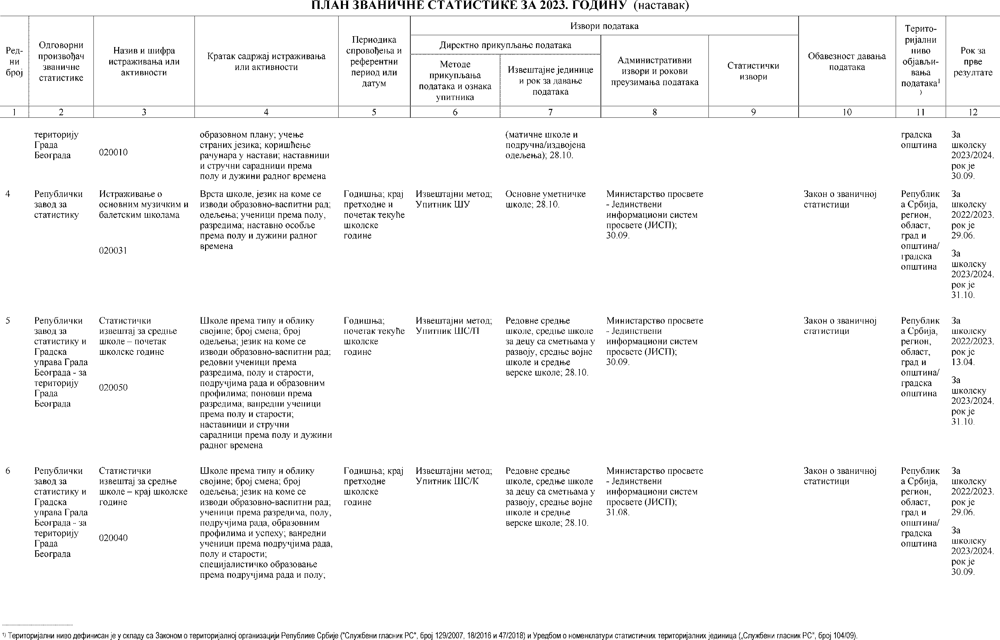 ПЛАН ЗВАНИЧНЕ СТАТИСТИКЕ ЗА 2023. ГОДИНУ (наставак)
Ред-
ни
број
Одговорни
произвођач
званичне
статистике
Назив и шифра
истраживања или
активности
Кратак садржај истраживања
или активности
Периодика
спровођења и
референтни
период или
датум
Извори података
Директно прикупљање података
Методе
прикупљања
података и ознака
упитника
Извештајне јединице
и рок за давање
података
Административни
извори и рокови
преузимања података
Статистички
извори
Обавезност давања
података
Терито-
ријални
ниво
објављи-
вања
података¹
)
Рок за
прве
резултате
1 2 3 4 5 6 7 8 9 10 11 12
територију
Града
Београда
020010
образовном плану; учење
страних језика; коришћење
рачунара у настави; наставници
и стручни сарадници према
полу и дужини радног времена
(матичне школе и
подручна/издвојена
одељења); 28.10.
градска
општина
За
школску
2023/2024.
рок је
30.09.
4
Републички
завод за
статистику
Истраживање о
основним музичким и
балетским школама
020031
Врста школе, језик на коме се
изводи образовно-васпитни рад;
одељења; ученици према полу,
разредима; наставно особље
према полу и дужини радног
времена
Годишња; крај
претходне и
почетак текуће
школске
године
Извештајни метод;
Упитник ШУ
Основне уметничке
школе; 28.10.
Министарство просвете
- Јединствени
информациони систем
просвете (ЈИСП);
30.09.
Закон о званичној
статистици
Републик
а Србија,
регион,
област,
град и
општина/
градска
општина
За
школску
2022/2023.
рок је
29.06.
За
школску
2023/2024.
рок је
31.10.
5
Републички
завод за
статистику и
Градска
управа Града
Београда - за
територију
Града
Београда
Статистички
извештај за средње
школе – почетак
школске године
020050
Школе према типу и облику
својине; број смена; број
одељења; језик на коме се
изводи образовно-васпитни рад;
редовни ученици према
разредима, полу и старости,
подручјима рада и образовним
профилима; поновци према
разредима; ванредни ученици
према полу и старости;
наставници и стручни
сарадници према полу и дужини
радног времена
Годишња;
почетак текуће
школске
године
Извештајни метод;
Упитник ШС/П
Редовне средње
школе, средње школе
за децу са сметњама у
развоју, средње војне
школе и средње
верске школе; 28.10.
Министарство просвете
- Јединствени
информациони систем
просвете (ЈИСП);
30.09.
Закон о званичној
статистици
Републик
а Србија,
регион,
област,
град и
општина/
градска
општина
За
школску
2022/2023.
рок је
13.04.
За
школску
2023/2024.
рок је
31.10.
6
Републички
завод за
статистику и
Градска
управа Града
Београда - за
територију
Града
Београда
Статистички
извештај за средње
школе – крај школске
године
020040
Школе према типу и облику
својине; број смена; број
одељења; језик на коме се
изводи образовно-васпитни рад;
ученици према разредима, полу,
подручјима рада, образовним
профилима и успеху; ванредни
ученици према подручјима рада,
полу и старости;
специјалистичко образовање
према подручјима рада и полу;
Годишња; крај
претходне
школске
године
Извештајни метод;
Упитник ШС/К
Редовне средње
школе, средње школе
за децу са сметњама у
развоју, средње војне
школе и средње
верске школе; 28.10.
Министарство просвете
- Јединствени
информациони систем
просвете (ЈИСП);
31.08.
Закон о званичној
статистици
Републик
а Србија,
регион,
област,
град и
општина/
градска
општина
За
школску
2022/2023.
рок је
29.06.
За
школску
2023/2024.
рок је
30.09.
¹⁾ Територијални ниво дефинисан је у складу са Законом о територијалној организацији Републике Србије ("Службени гласник РС", број 129/2007, 18/2016 и 47/2018) и Уредбом о номенклатури статистичких територијалних јединица („Службени гласник РС", број 104/09).